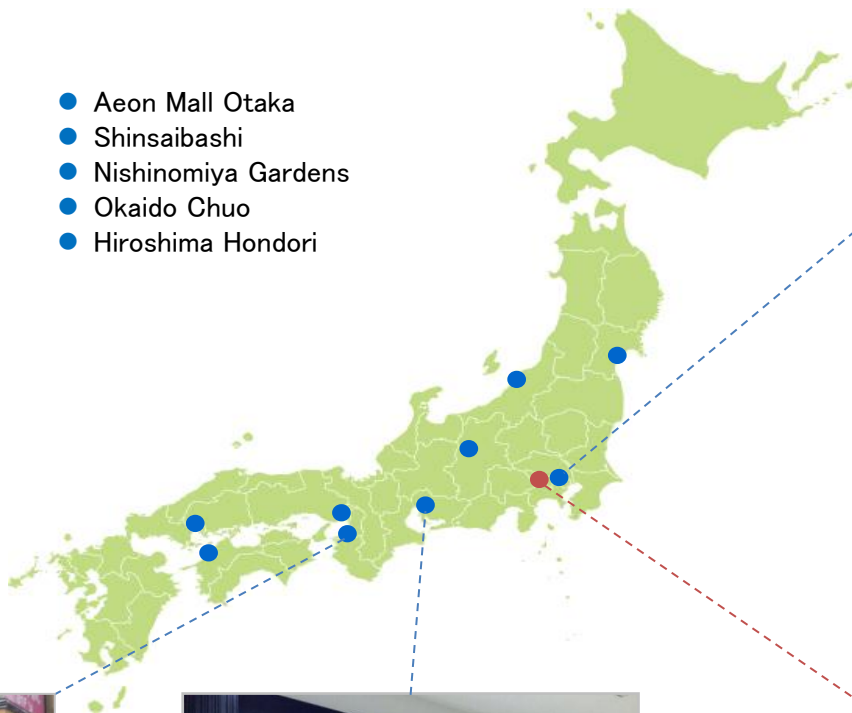 Aeon Mall Otaka
Shinsaibashi
Nishinomiya Gardens
Okaido Chuo
Hiroshima Hondori